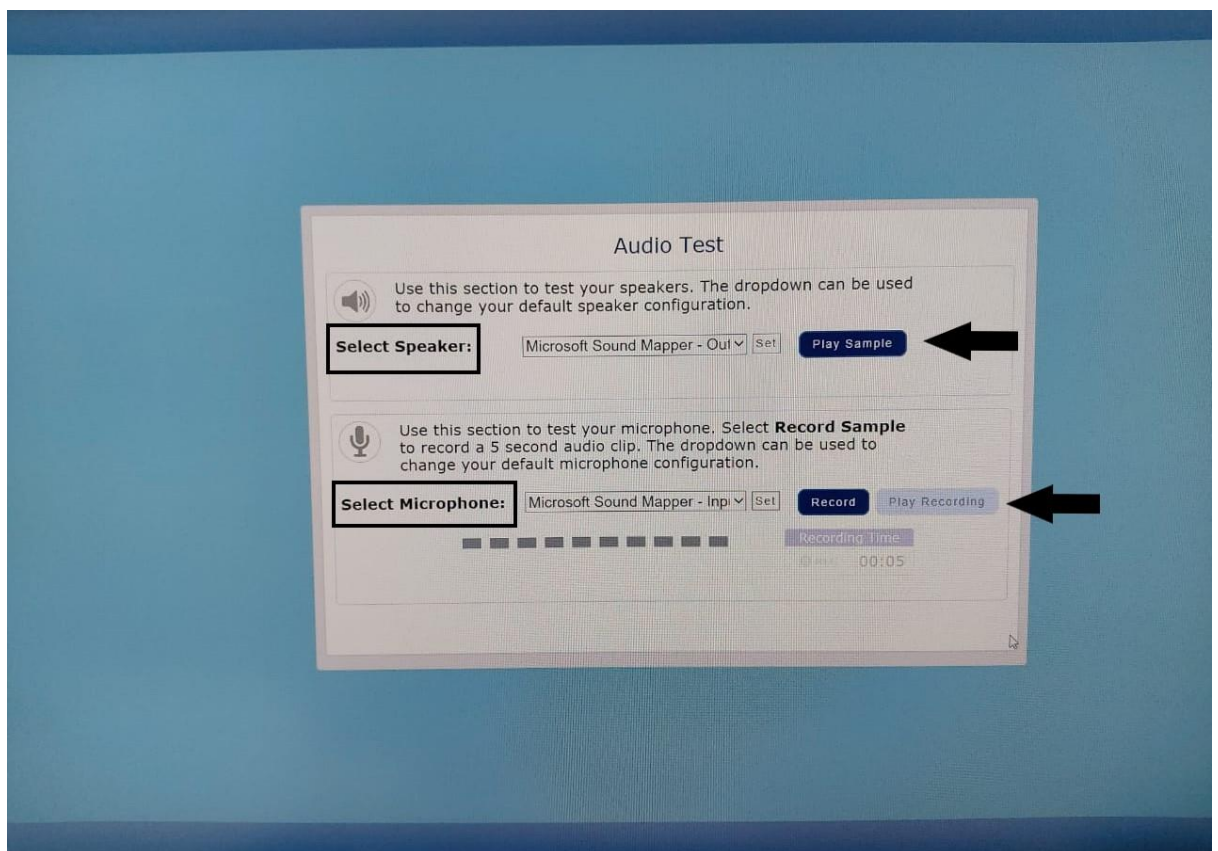 Audio Test
Use this section to test your speakers. The dropdown can be used
to change your default speaker configuration.
Select Speaker: Microsoft Sound Mapper - Out Set Play Sample
Use this section to test your microphone. Select Record Sample
to record a 5 second audio clip. The dropdown can be used to
change your default microphone configuration.
Select Microphone: Microsoft Sound Mapper - Inp Set Record Play Recording
Recording Time
REC 00:05